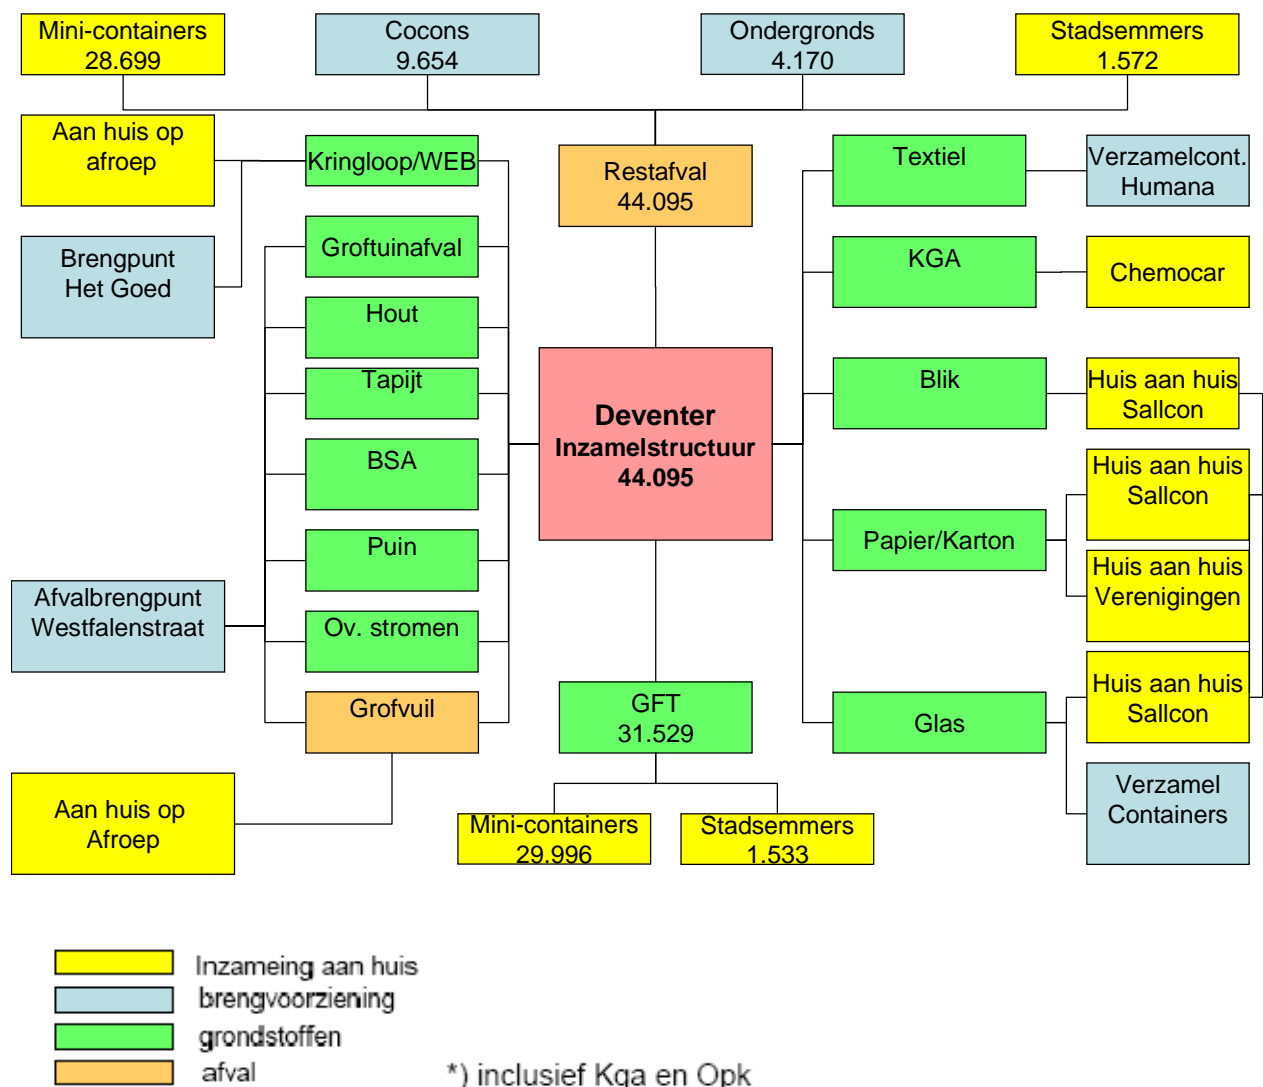 Mini-containers
28.699
Cocons
9.654
Ondergronds
4.170
Stadsemmers
1.572
Aan huis op
afroep
Kringloop/WEB
Restafval
44.095
Textiel
Verzamelcont.
Humana
Brengpunt
Het Goed
Groftuinafval
KGA
Chemocar
Hout
Tapijt
Deventer
Inzamelstructuur
44.095
Blik
Huis aan huis
Sallcon
BSA
Huis aan huis
Sallcon
Puin
Papier/Karton
Huis aan huis
Verenigingen
Afvalbrengpunt
Westfalenstraat
Ov. stromen
Grofvuil
GFT
31.529
Glas
Huis aan huis
Sallcon
Aan huis op
Afroep
Mini-containers
29.996
Stadsemmers
1.533
Verzamel
Containers
Inzameing aan huis
brengvoorziening
grondstoffen
afval
*) inclusief Kga en Opk